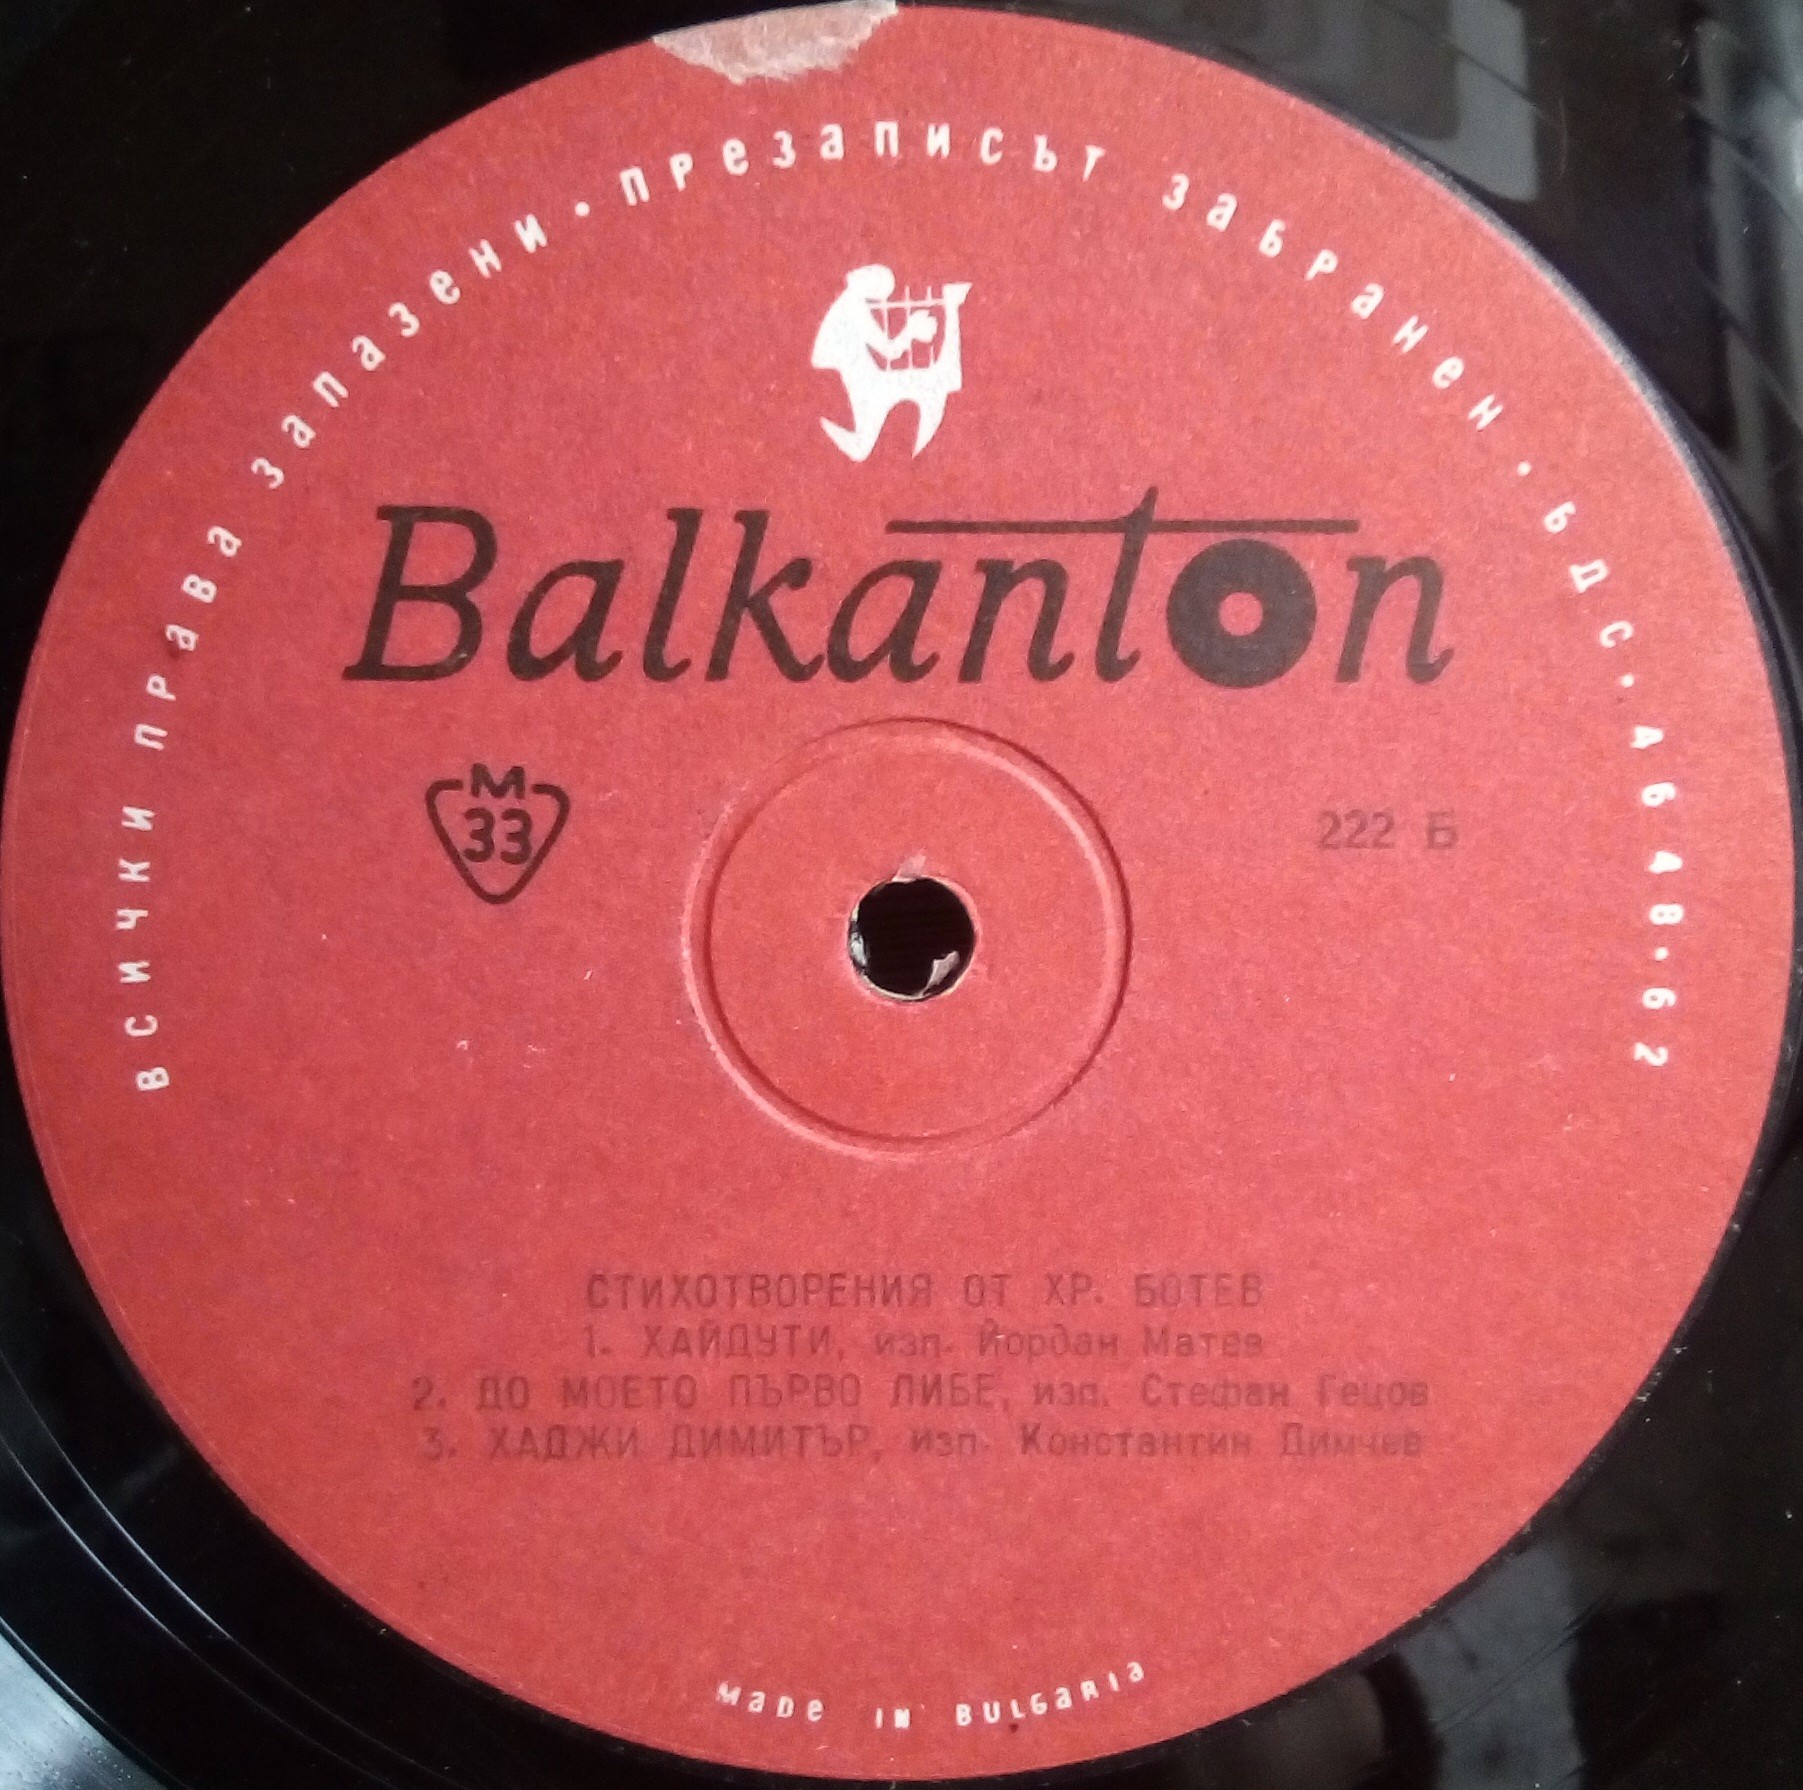 всички права запазени · презаписът забранен · БДС · А648 · 62
Balkanton
М
33
222 Б
СТИХОТВОРЕНИЯ ОТ ХР. БОТЕВ
1. ХАЙДУТИ, изп. Йордан Матев
2. ДО МОЕТО ПЪРВО ЛИБЕ, изп. Стефан Гецов
3. ХАДЖИ ДИМИТЪР, изп. Константин Димчев
MADE IN BULGARIA